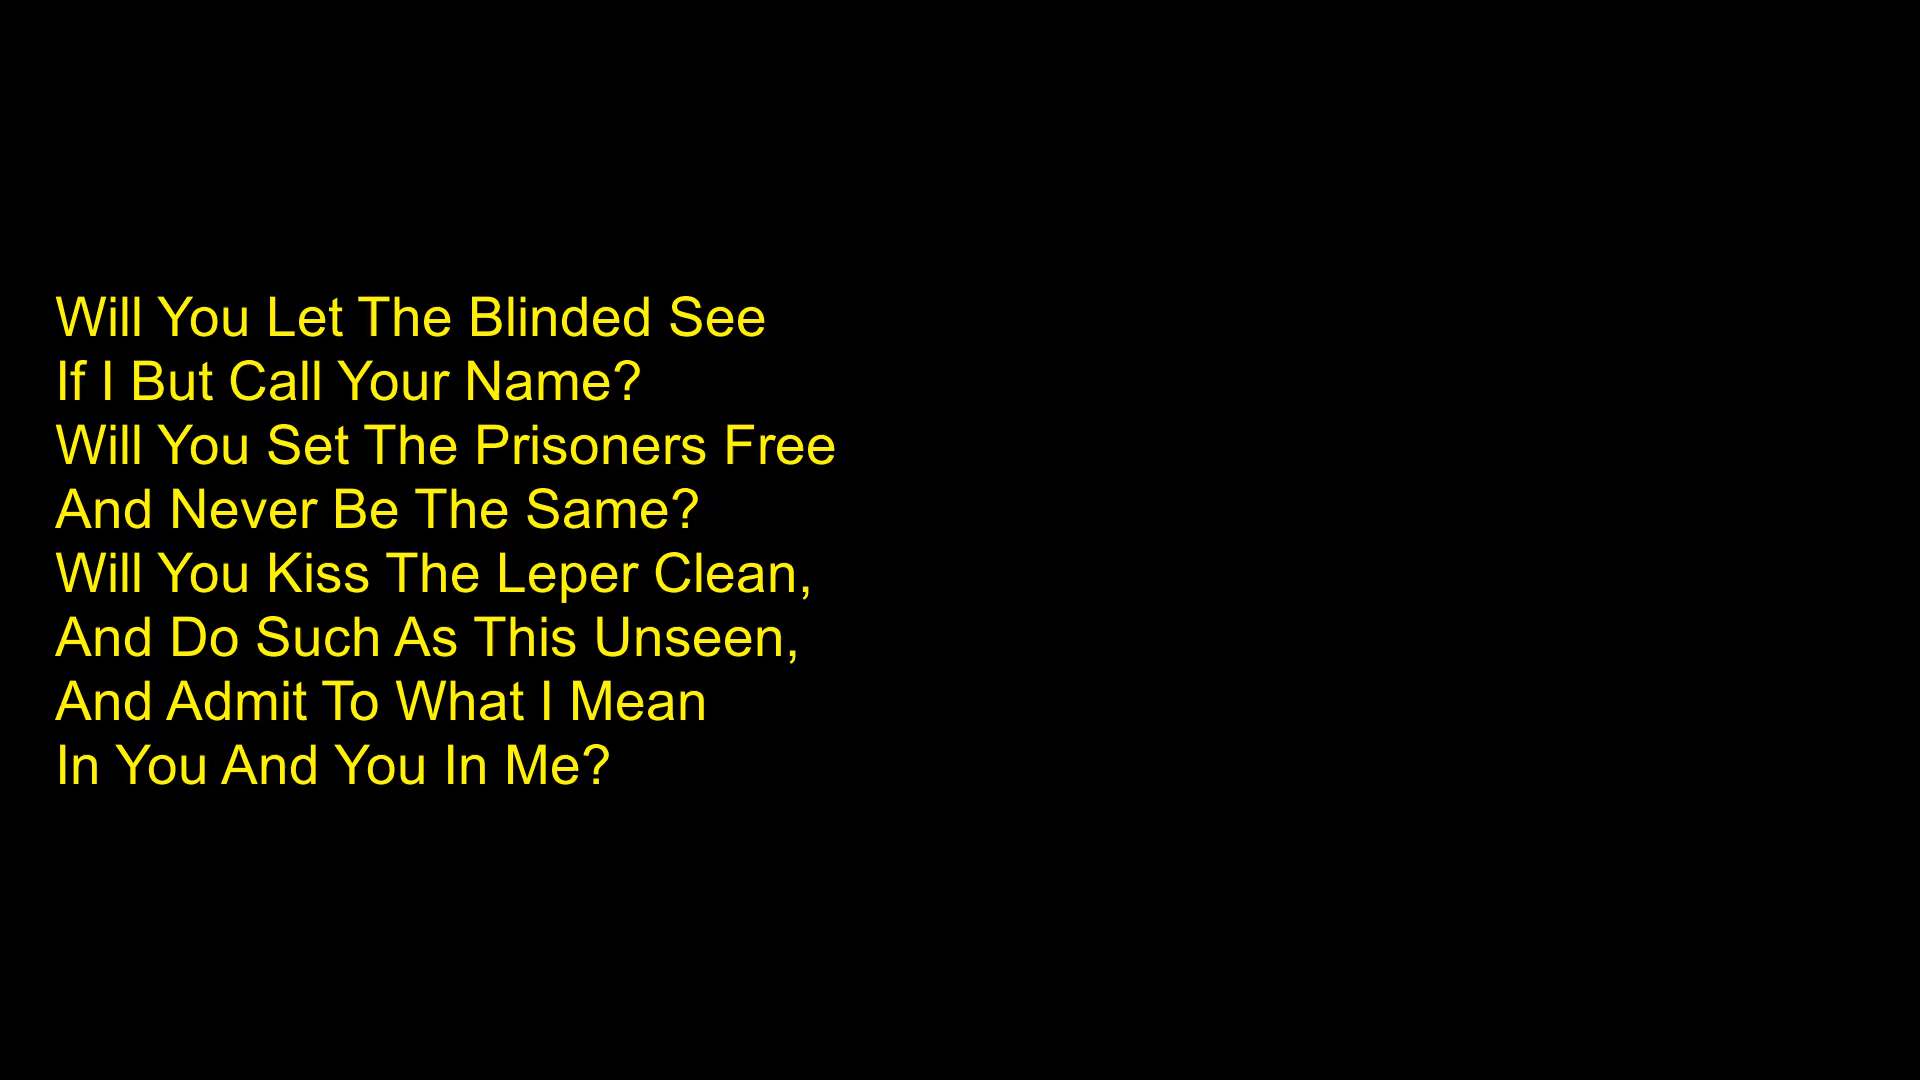 Will You Let The Blinded See
If I But Call Your Name?
Will You Set The Prisoners Free
And Never Be The Same?
Will You Kiss The Leper Clean,
And Do Such As This Unseen,
And Admit To What I Mean
In You And You In Me?